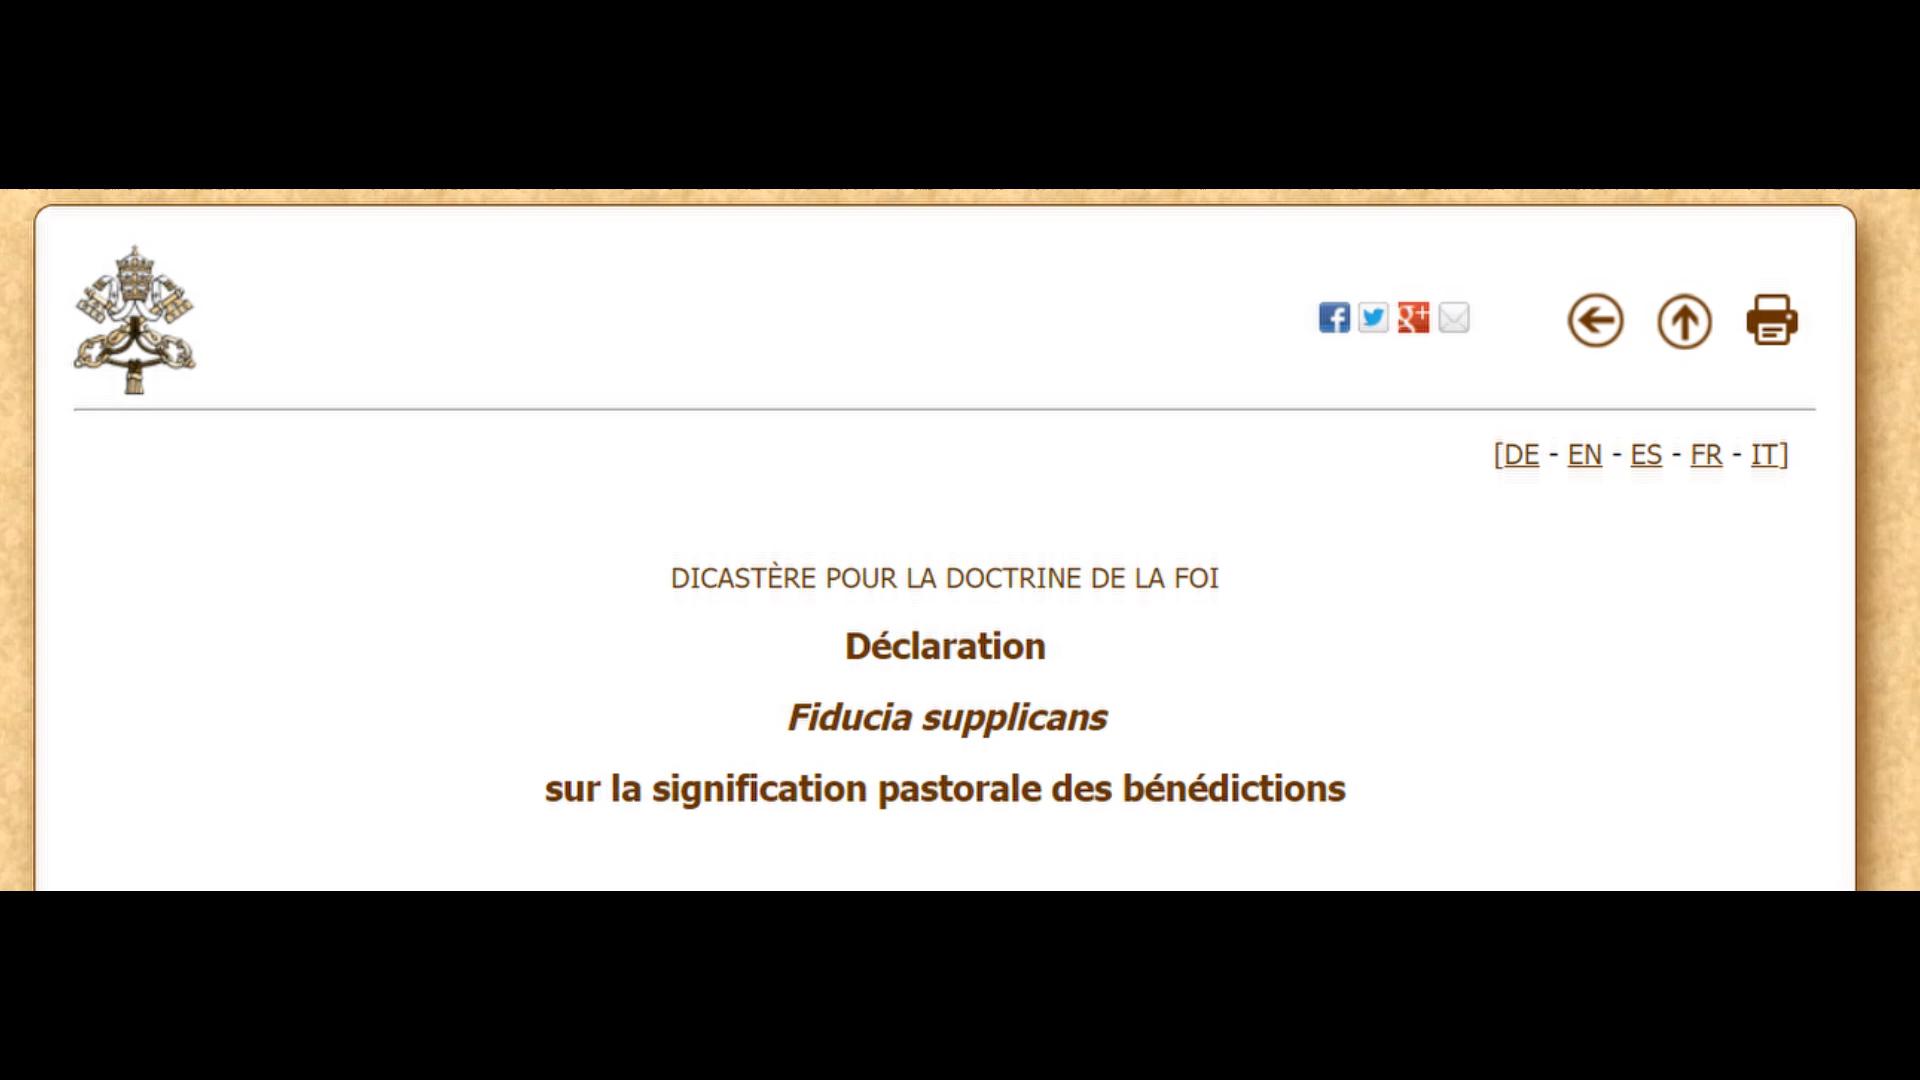 [DE - EN - ES - FR - IT]
DICASTÈRE POUR LA DOCTRINE DE LA FOI
Déclaration
Fiducia supplicans
sur la signification pastorale des bénédictions